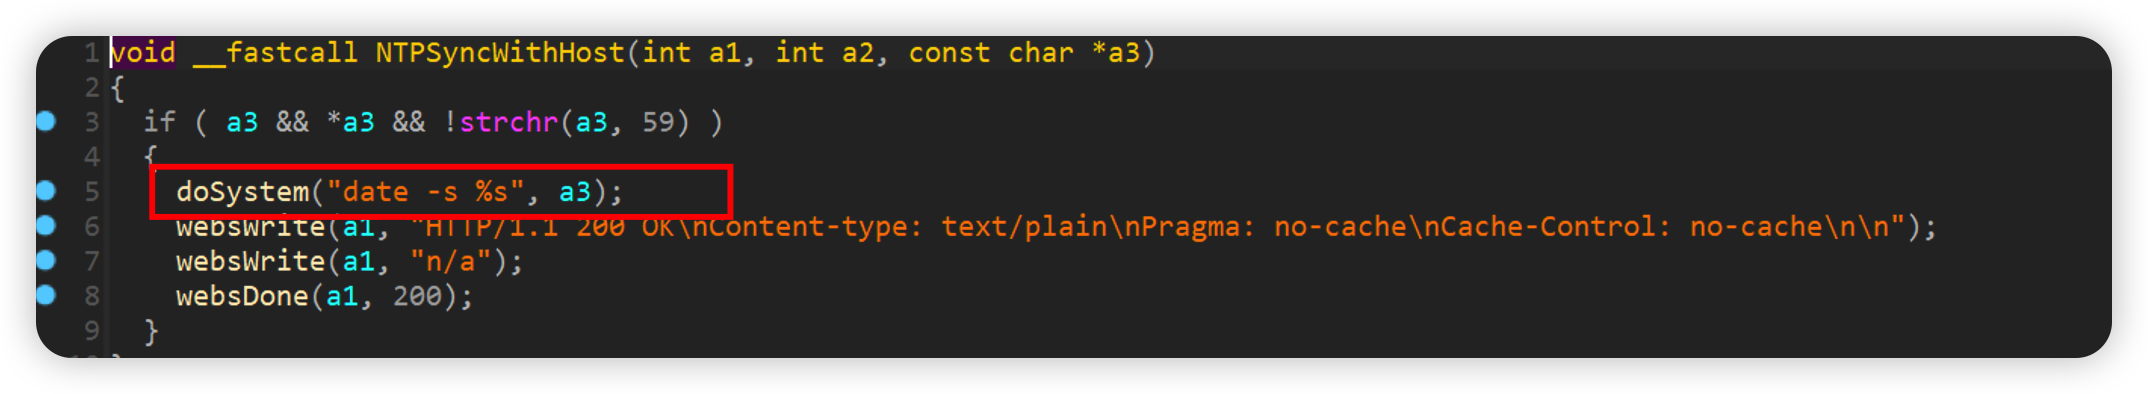 1 void __fastcall NTPSyncWithHost(int a1, int a2, const char *a3)
2 {
3 if ( a3 && *a3 && !strchr(a3, 59) )
4 {
5 doSystem("date -s %s", a3);
6 websWrite(a1, "HTTP/1.1 200 OK\nContent-type: text/plain\nPragma: no-cache\nCache-Control: no-cache\n\n");
7 websWrite(a1, "n/a");
8 websDone(a1, 200);
9 }